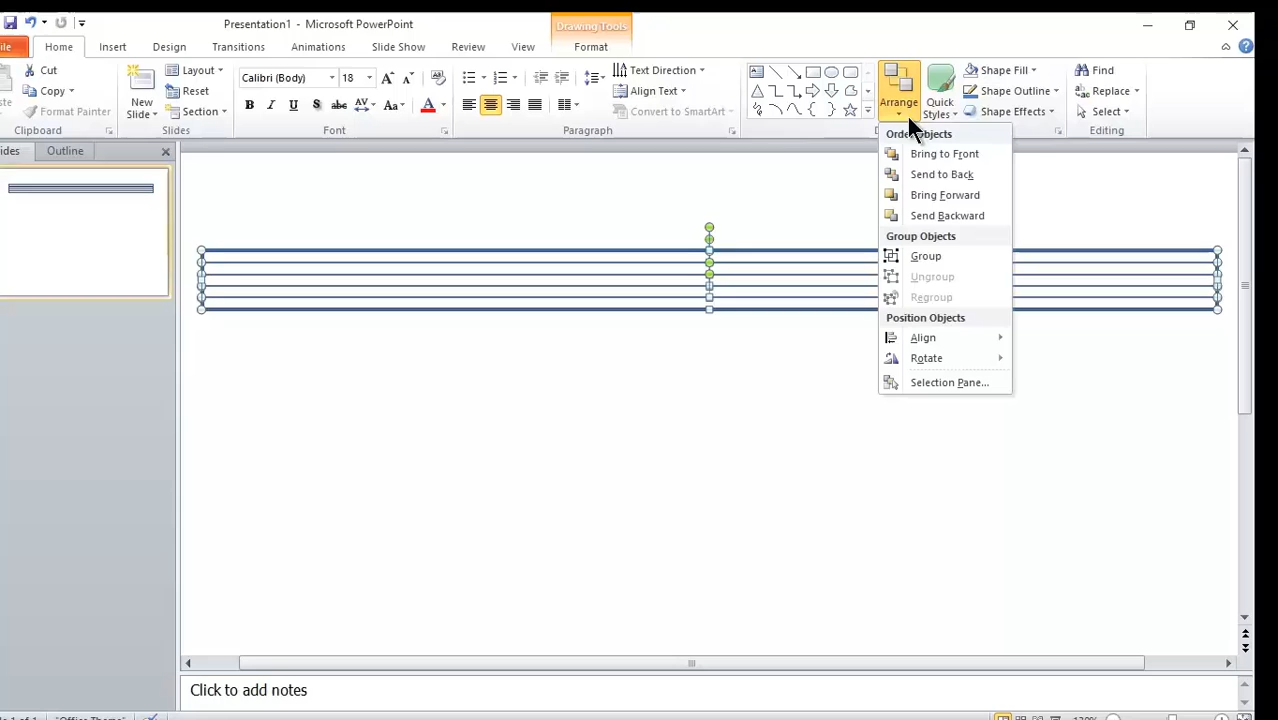 Presentation1 - Microsoft PowerPoint
Drawing Tools
ile Home Insert Design Transitions Animations Slide Show Review View Format
Cut
Copy
Format Painter
Clipboard
New Slide
Layout
Reset
Section
Slides
Calibri (Body) 18
B I U S abc AV Aa A
Font
Text Direction
Align Text
Convert to SmartArt
Paragraph
Arrange
Quick Styles
Shape Fill
Shape Outline
Shape Effects
Find
Replace
Select
Editing
Outline
Bring to Front
Send to Back
Bring Forward
Send Backward
Group Objects
Group
Ungroup
Regroup
Position Objects
Align
Rotate
Selection Pane...
Click to add notes